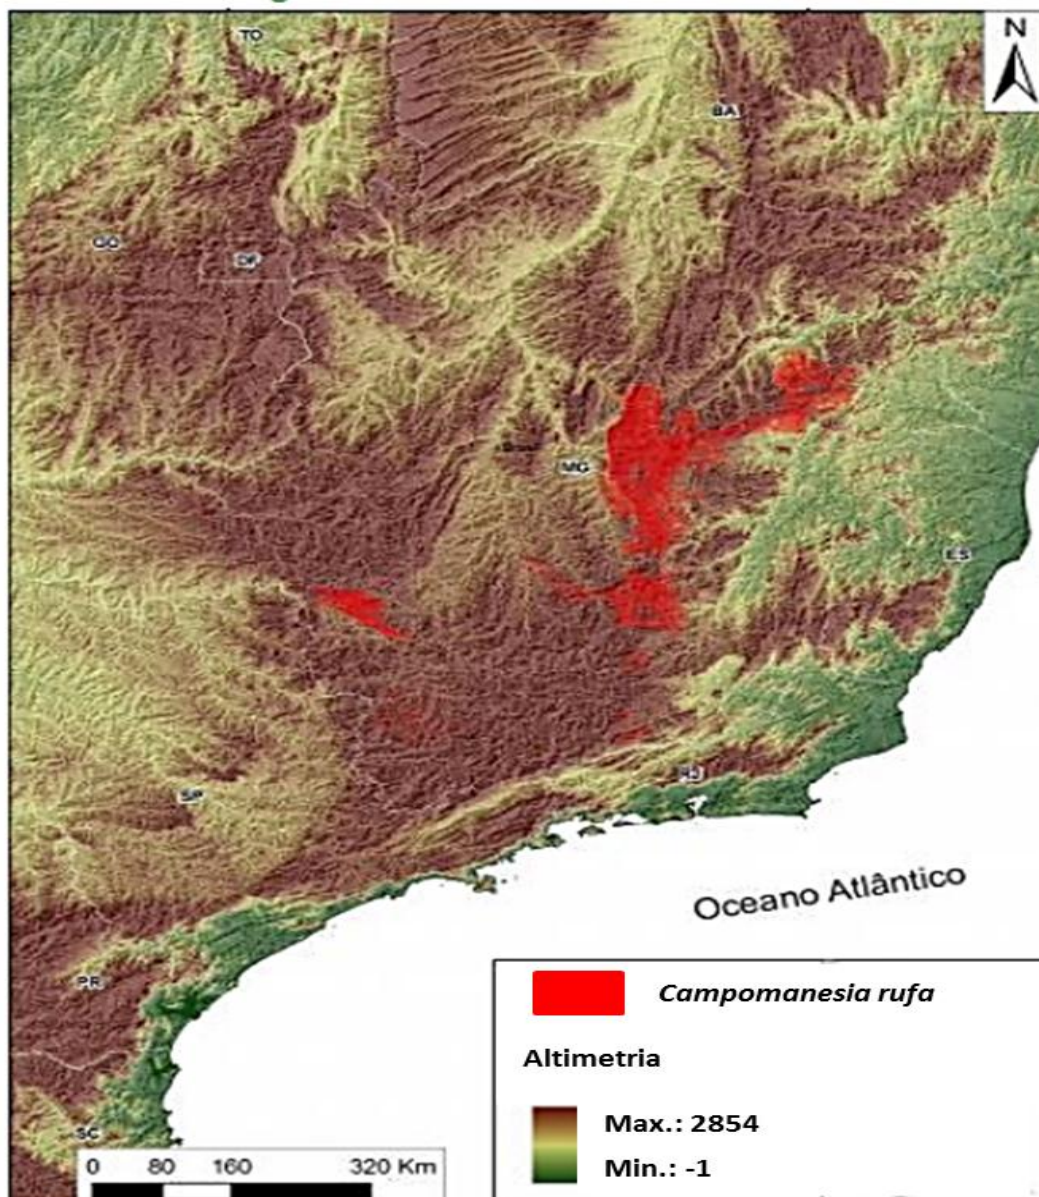 N
TO
BA
GO
DF
MG
ES
RJ
SP
Oceano Atlântico
PR
SC
Campomanesia rufa
Altimetria
Max.: 2854
Min.: -1
0 80 160 320 Km